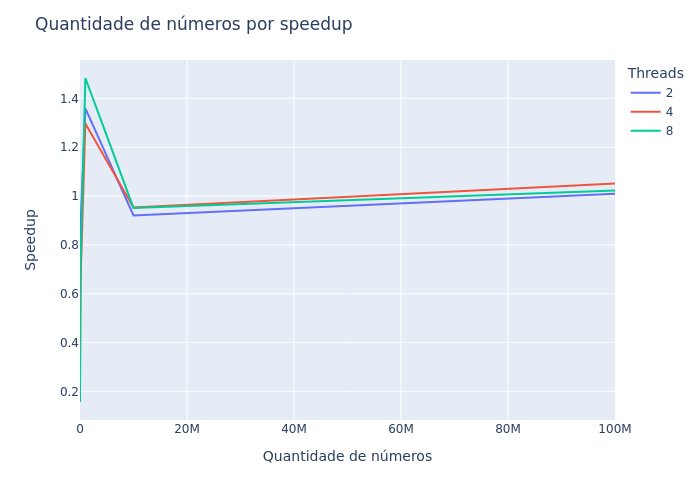 Quantidade de números por speedup
Threads
2
4
8
Speedup
1.4
1.2
1
0.8
0.6
0.4
0.2
0
20M
40M
60M
80M
100M
Quantidade de números